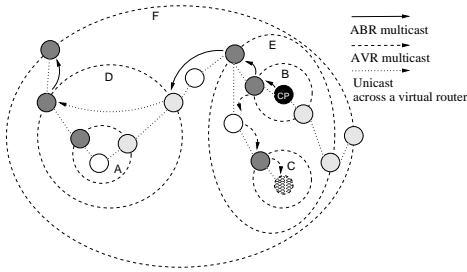 F
E
D
B
CP
A
C
ABR multicast
AVR multicast
Unicast
across a virtual router